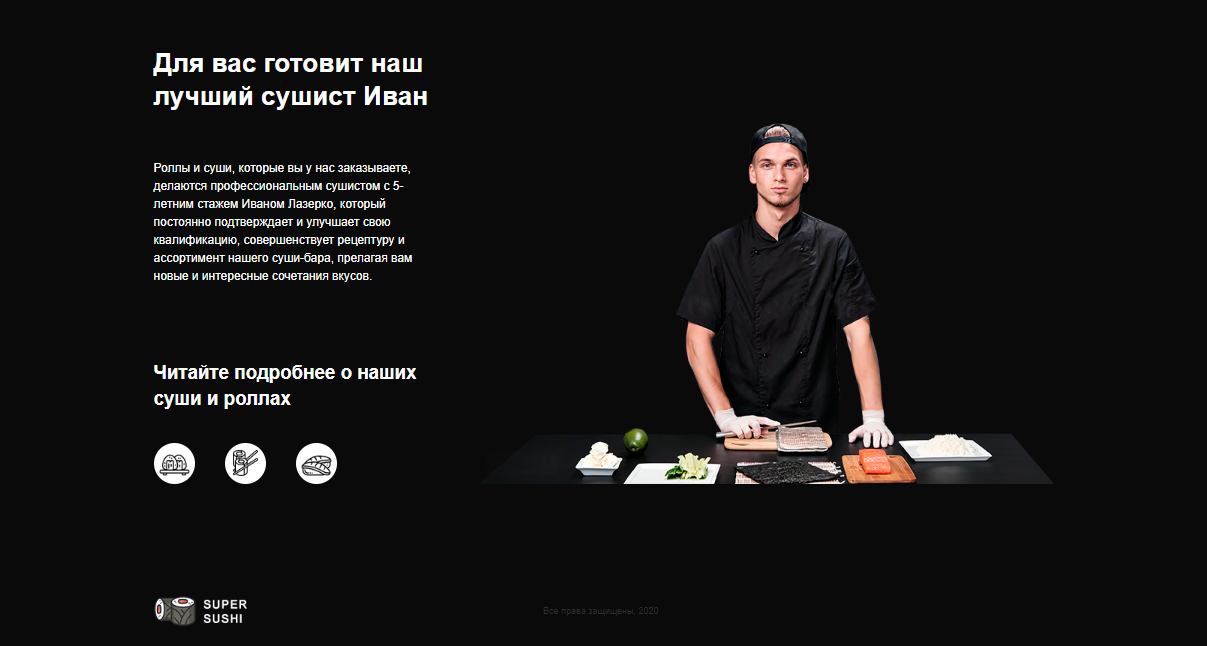 Для вас готовит наш
лучший сушист Иван
Роллы и суши, которые вы у нас заказываете,
делаются профессиональным сушистом с 5-
летним стажем Иваном Лазерко, который
постоянно подтверждает и улучшает свою
квалификацию, совершенствует рецептуру и
ассортимент нашего суши-бара, прелагая вам
новые и интересные сочетания вкусов.
Читайте подробнее о наших
суши и роллах
SUPER
SUSHI
Все права защищены, 2020